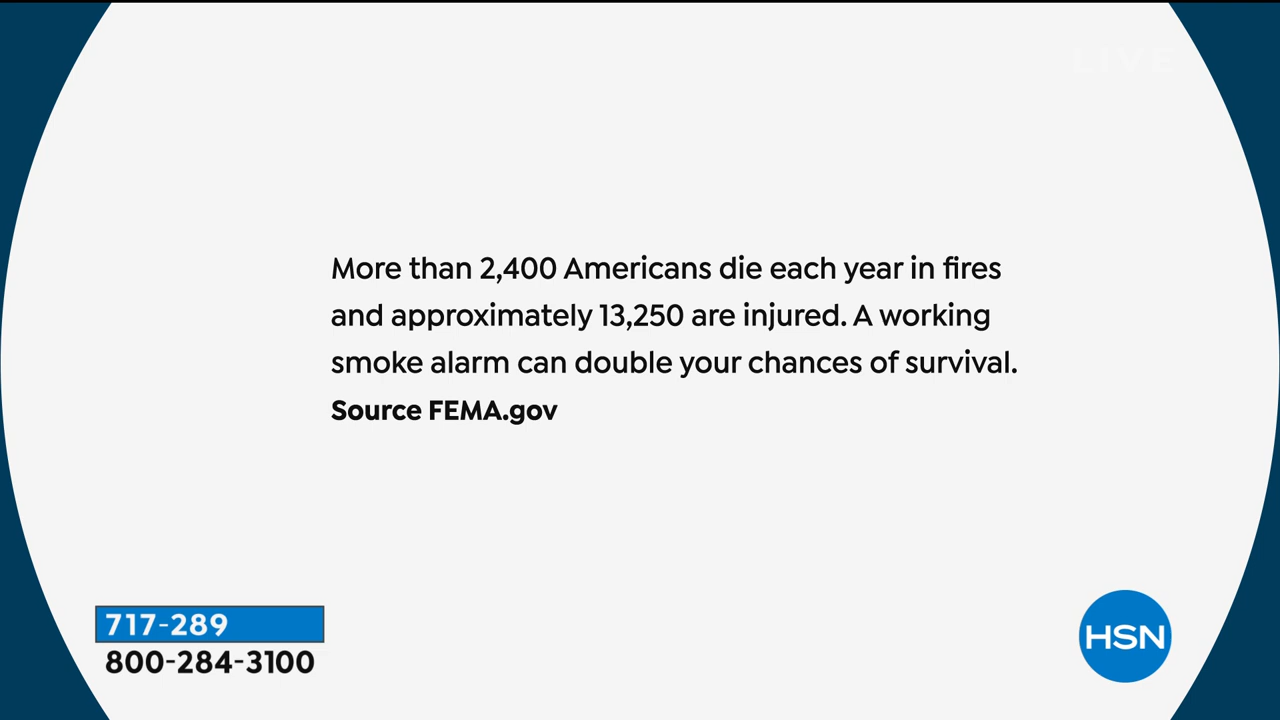 LIVE
More than 2,400 Americans die each year in fires
and approximately 13,250 are injured. A working
smoke alarm can double your chances of survival.
Source FEMA.gov
717-289
800-284-3100
HSN